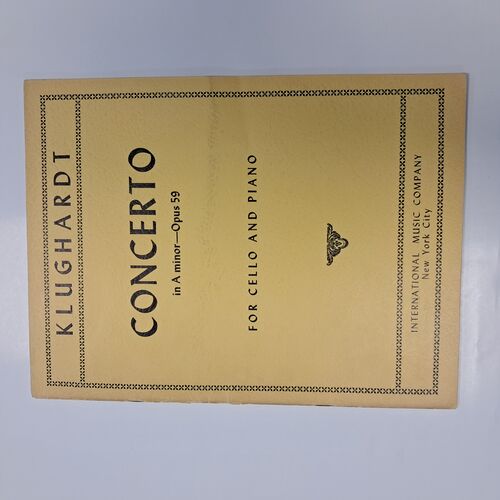 KLUGHARDT
CONCERTO
in A minor—Opus 59
FOR CELLO AND PIANO
INTERNATIONAL MUSIC COMPANY
New York City